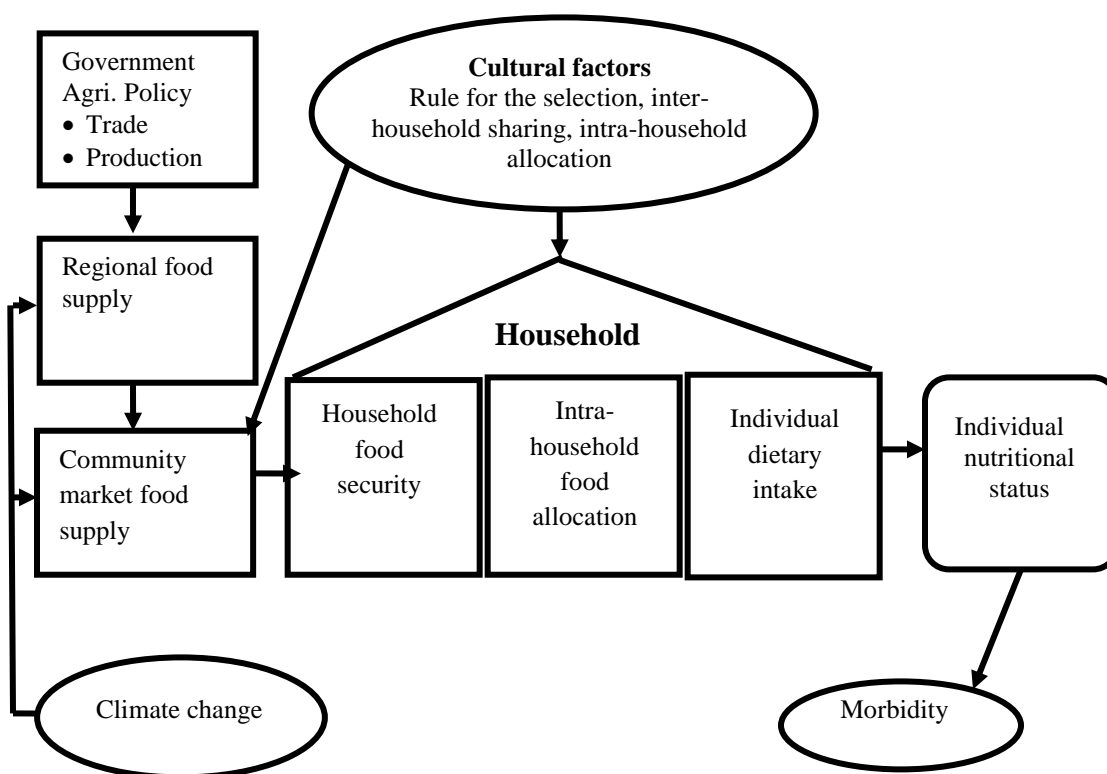 Government
Agri. Policy
• Trade
• Production
Cultural factors
Rule for the selection, inter-
household sharing, intra-household
allocation
Regional food
supply
Household
Community
market food
supply
Household
food
security
Intra-
household
food
allocation
Individual
dietary
intake
Individual
nutritional
status
Climate change
Morbidity